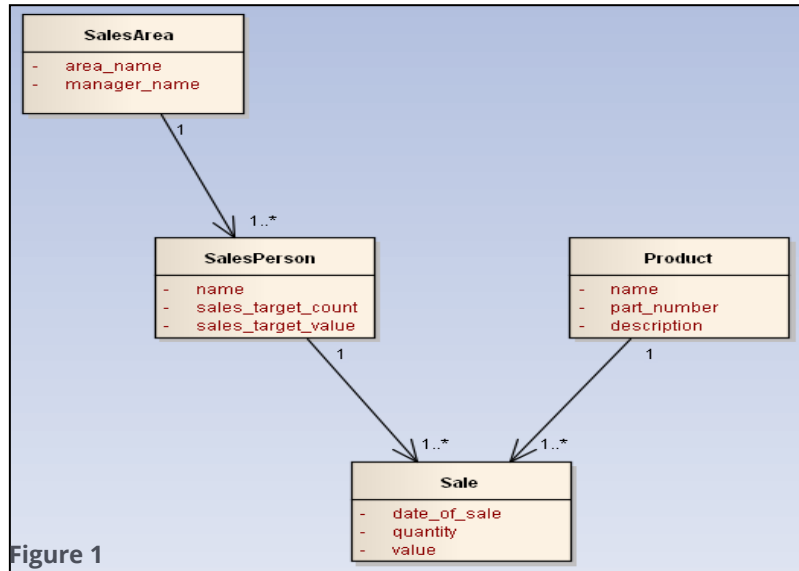 SalesArea
- area_name
- manager_name
1
1..*
SalesPerson
- name
- sales_target_count
- sales_target_value
Product
- name
- part_number
- description
1
1
1..*
1..*
Sale
- date_of_sale
- quantity
- value
Figure 1